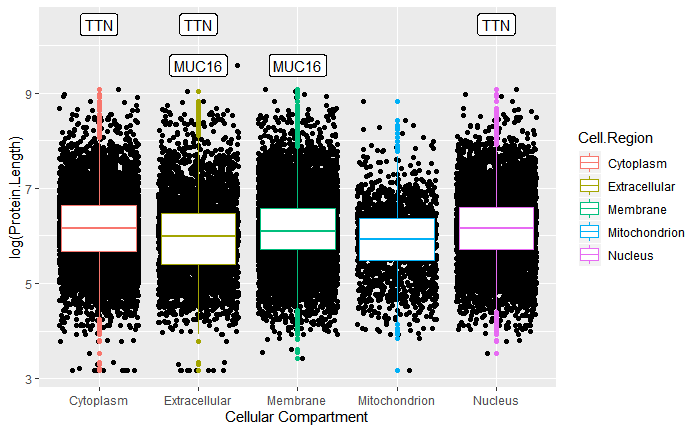 TTN TTN TTN
MUC16 MUC16
9
7
5
3
log(Protein.Length)
Cytoplasm Extracellular Membrane Mitochondrion Nucleus
Cellular Compartment
Cell.Region
Cytoplasm
Extracellular
Membrane
Mitochondrion
Nucleus